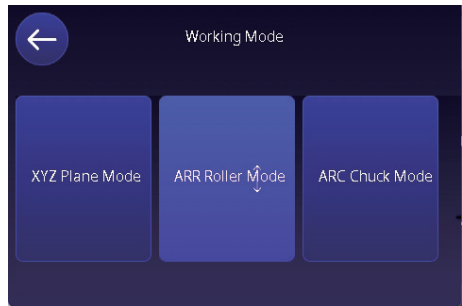 Working Mode
XYZ Plane Mode
ARR Roller Mode
ARC Chuck Mode